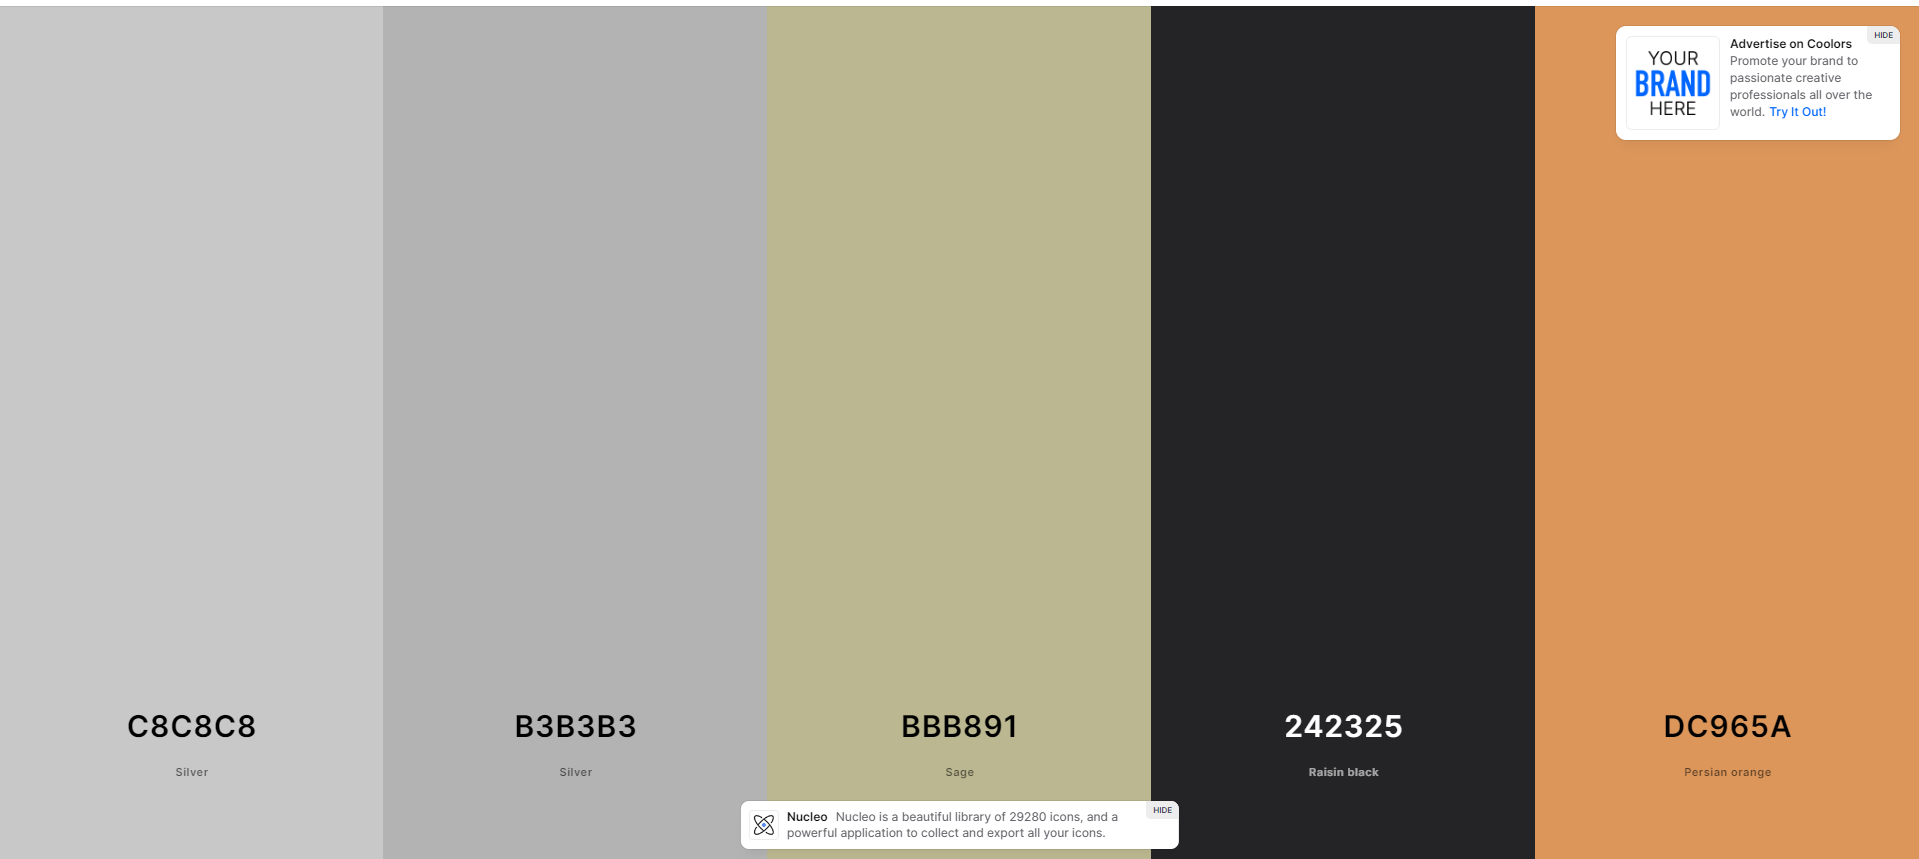 HIDE
YOUR
BRAND
HERE
Advertise on Coolors
Promote your brand to
passionate creative
professionals all over the
world. Try It Out!
C8C8C8
Silver
B3B3B3
Silver
BBB891
Sage
242325
Raisin black
DC965A
Persian orange
HIDE
Nucleo Nucleo is a beautiful library of 29280 icons, and a
powerful application to collect and export all your icons.